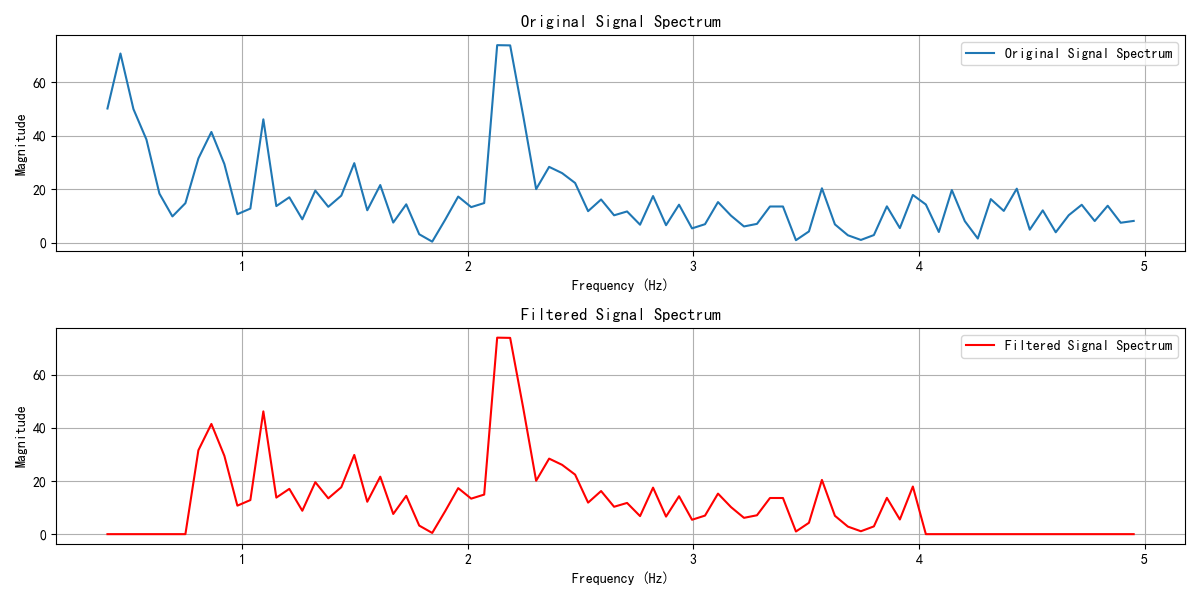 Original Signal Spectrum
Original Signal Spectrum
Magnitude
60
40
20
0
1 2 3 4 5
Frequency (Hz)
Filtered Signal Spectrum
Filtered Signal Spectrum
Magnitude
60
40
20
0
1 2 3 4 5
Frequency (Hz)